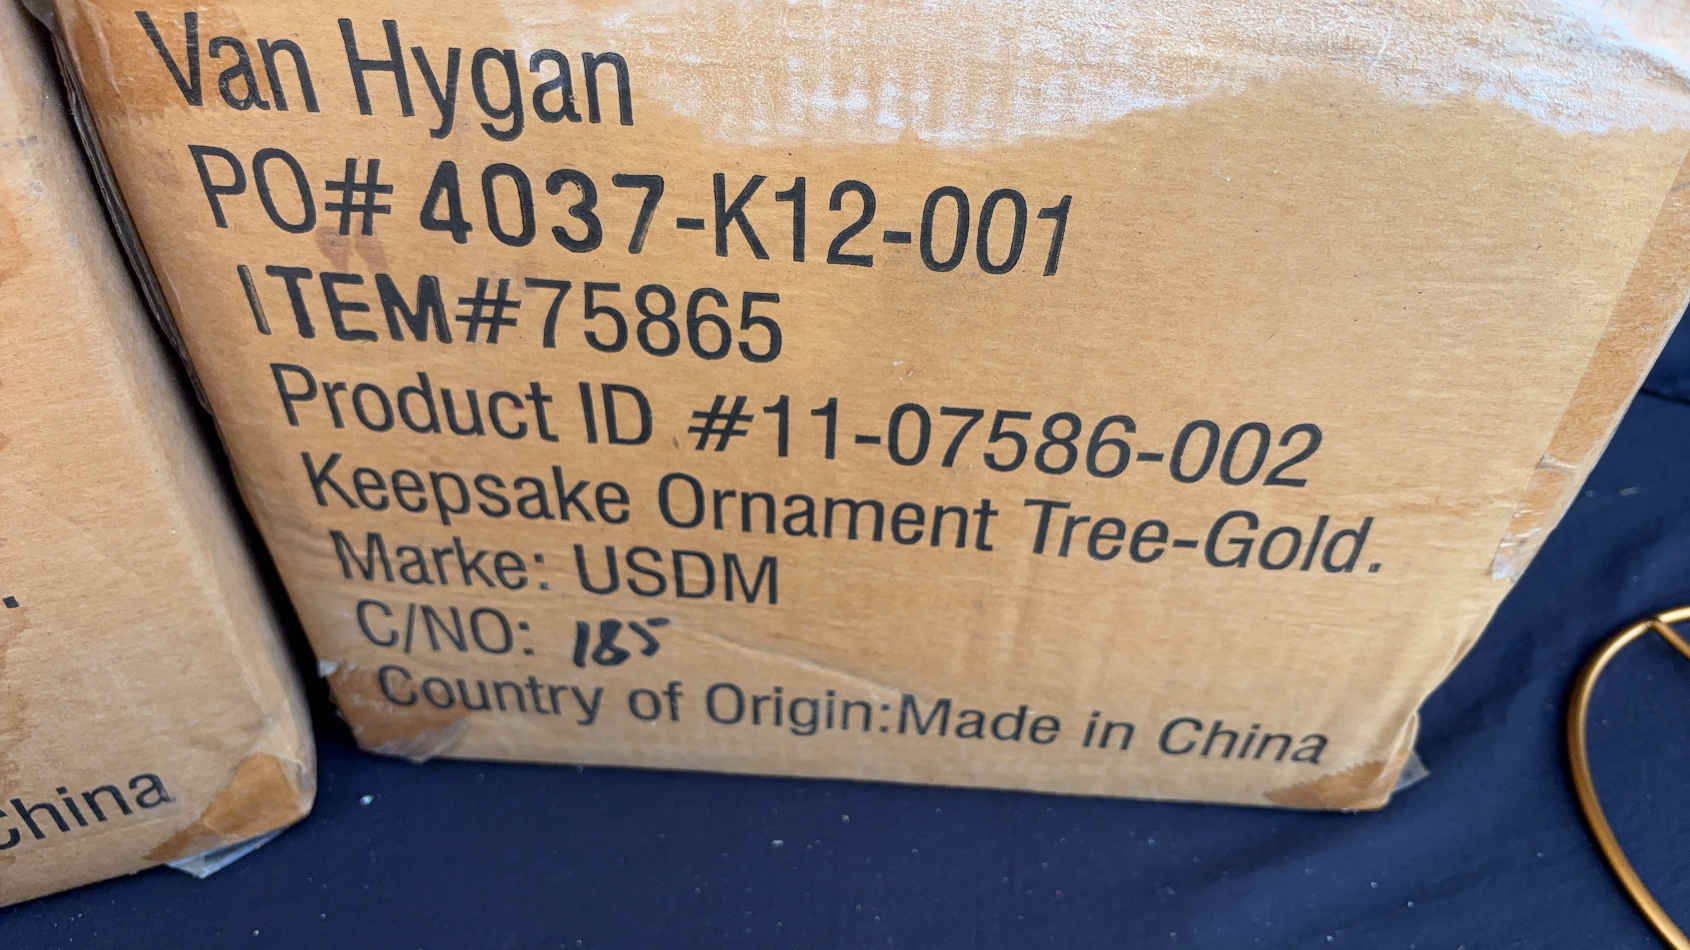 Van Hygan
PO# 4037-K12-001
ITEM#75865
Product ID #11-07586-002
Keepsake Ornament Tree-Gold.
Marke: USDM
C/NO: 185
Country of Origin:Made in China
China